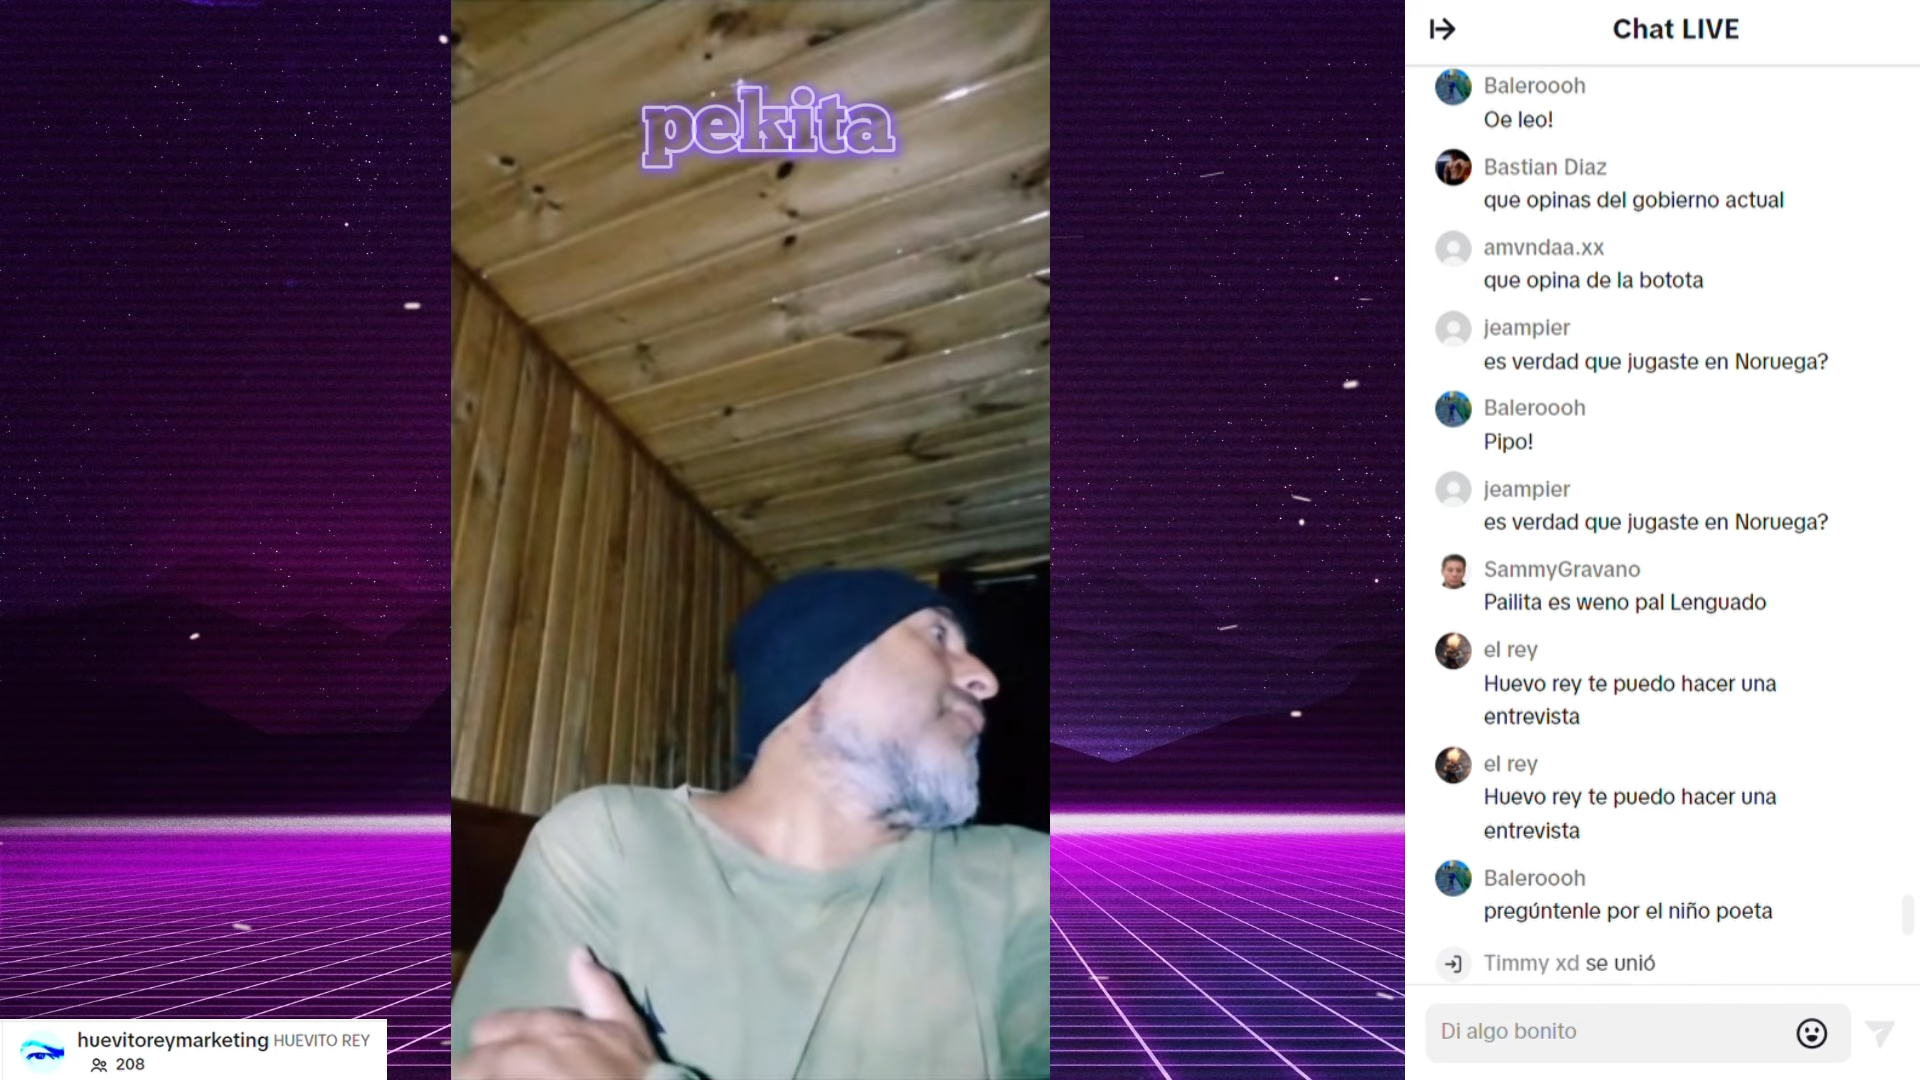 pekita
Chat LIVE
Baleroooh
Oe leo!
Bastian Diaz
que opinas del gobierno actual
amvndaa.xx
que opina de la botota
jeampier
es verdad que jugaste en Noruega?
Baleroooh
Pipo!
jeampier
es verdad que jugaste en Noruega?
SammyGravano
Pailita es weno pal Lenguado
el rey
Huevo rey te puedo hacer una
entrevista
el rey
Huevo rey te puedo hacer una
entrevista
Baleroooh
pregúntenle por el niño poeta
Timmy xd se unió
Di algo bonito
huevitoreymarketing HUEVITO REY
208